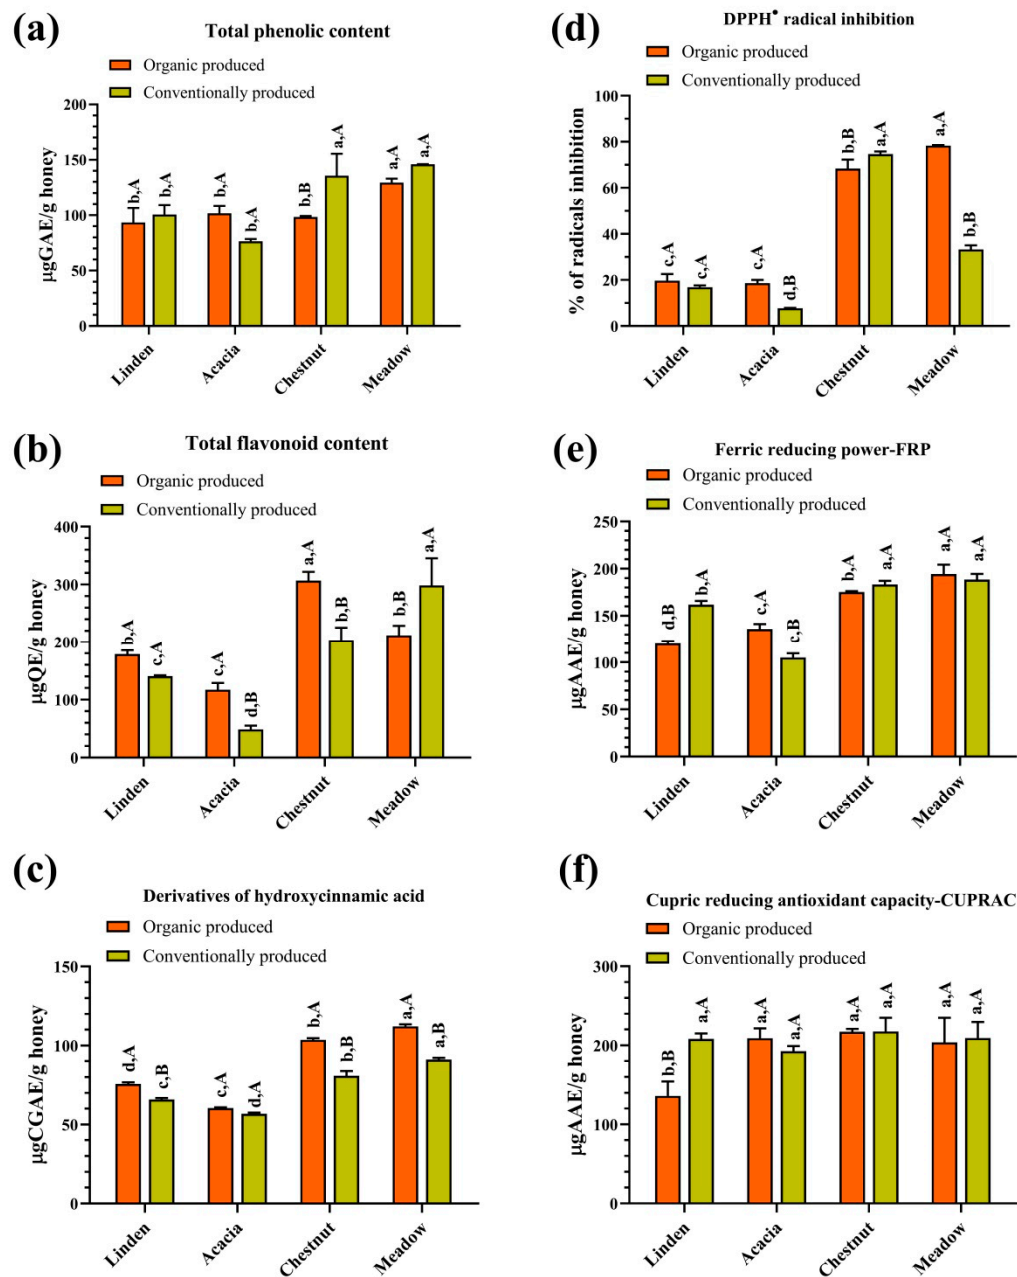 (a)
Total phenolic content
Organic produced
Conventionally produced
µgGAE/g honey
200
150
100
50
0
b,A
b,A
b,A
b,A
b,B
a,A
a,A
a,A
Linden
Acacia
Chestnut
Meadow
(d)
DPPH• radical inhibition
Organic produced
Conventionally produced
% of radicals inhibition
100
80
60
40
20
0
c,A
c,A
c,A
d,B
b,B
a,A
a,A
b,B
Linden
Acacia
Chestnut
Meadow
(b)
Total flavonoid content
Organic produced
Conventionally produced
µgQE/g honey
400
300
200
100
0
b,A
c,A
c,A
d,B
a,A
b,B
b,B
a,A
Linden
Acacia
Chestnut
Meadow
(e)
Ferric reducing power-FRP
Organic produced
Conventionally produced
µgAAE/g honey
250
200
150
100
50
0
d,B
b,A
c,A
c,B
b,A
a,A
a,A
a,A
Linden
Acacia
Chestnut
Meadow
(c)
Derivatives of hydroxycinnamic acid
Organic produced
Conventionally produced
µgCGAE/g honey
150
100
50
0
d,A
c,B
c,A
d,A
b,A
b,B
a,A
a,B
Linden
Acacia
Chestnut
Meadow
(f)
Cupric reducing antioxidant capacity-CUPRAC
Organic produced
Conventionally produced
µgAAE/g honey
300
200
100
0
b,B
a,A
a,A
a,A
a,A
a,A
a,A
a,A
Linden
Acacia
Chestnut
Meadow